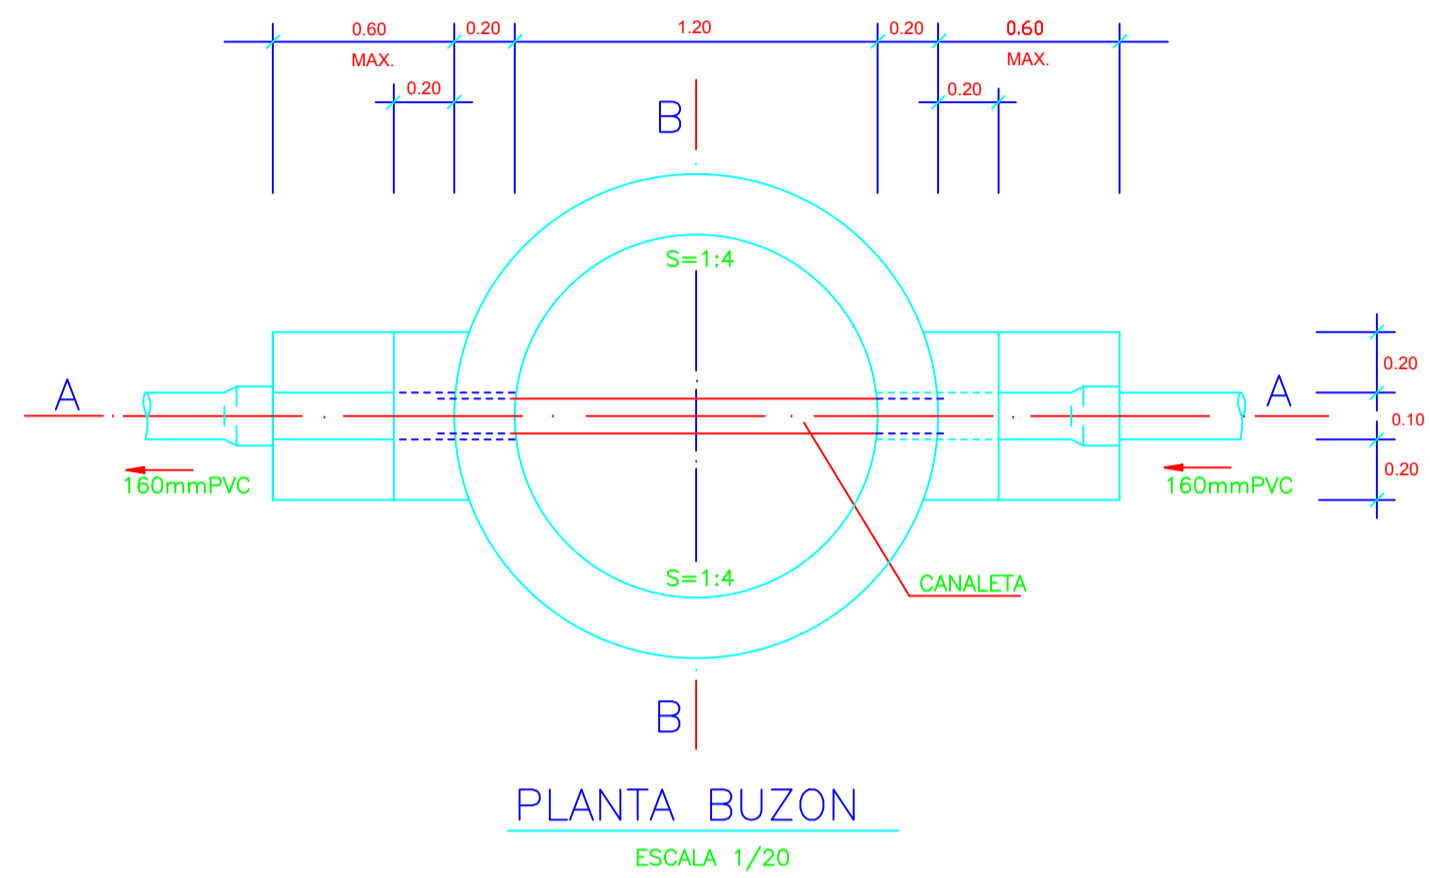 0.60 0.20 1.20 0.20 0.60
MAX. MAX.
0.20 0.20
B
S=1:4
A A
0.20
0.10
0.20
160mmPVC 160mmPVC
S=1:4
CANALETA
B
PLANTA BUZON
ESCALA 1/20